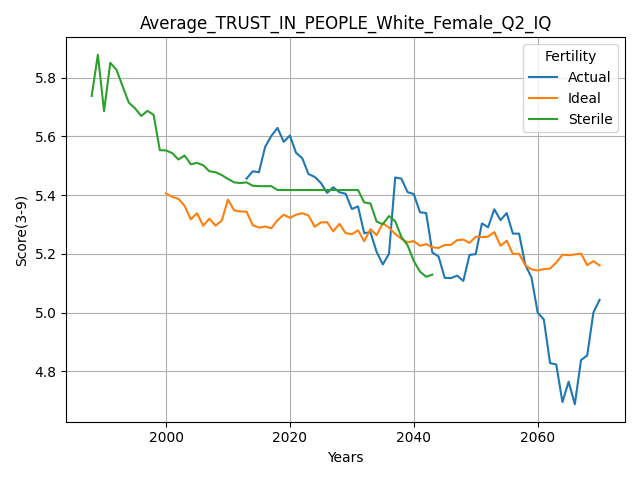 Average_TRUST_IN_PEOPLE_White_Female_Q2_IQ
Fertility
Actual
Ideal
Sterile
Score(3-9)
5.8
5.6
5.4
5.2
5.0
4.8
2000
2020
2040
2060
Years